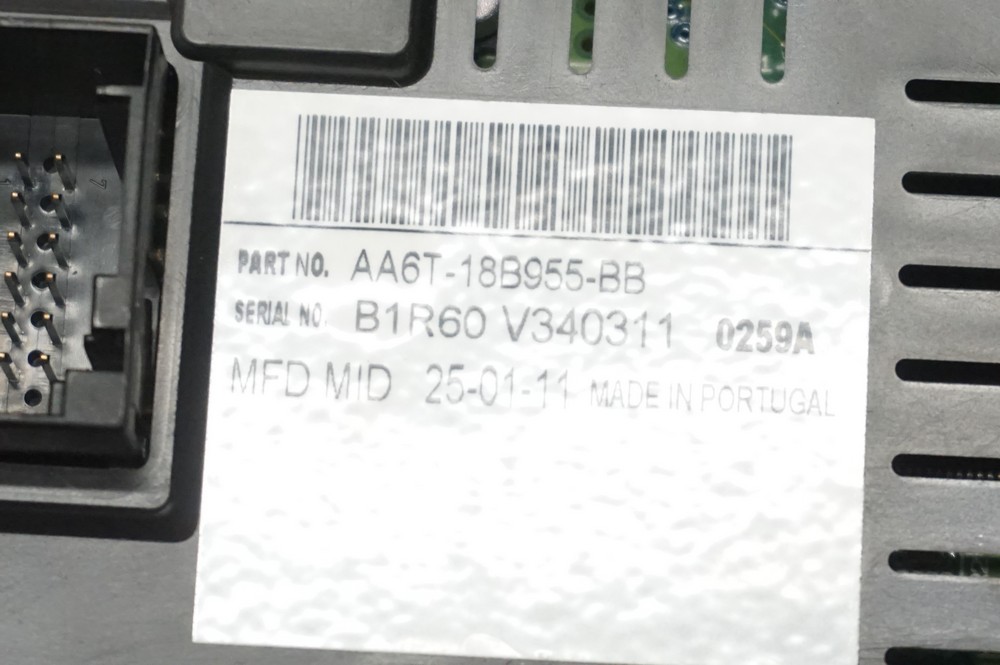 PART NO. AA6T-18B955-BB
SERIAL NO. B1R60 V340311 0259A
MFD MID 25-01-11 MADE IN PORTUGAL